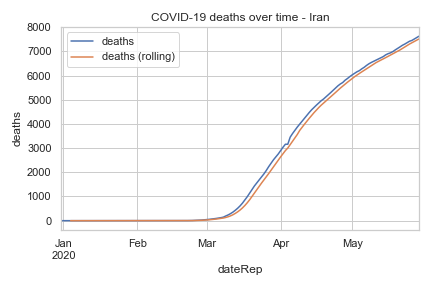 COVID-19 deaths over time - Iran
deaths
deaths (rolling)
8000
7000
6000
5000
4000
3000
2000
1000
0
deaths
Jan Feb Mar Apr May
2020
dateRep